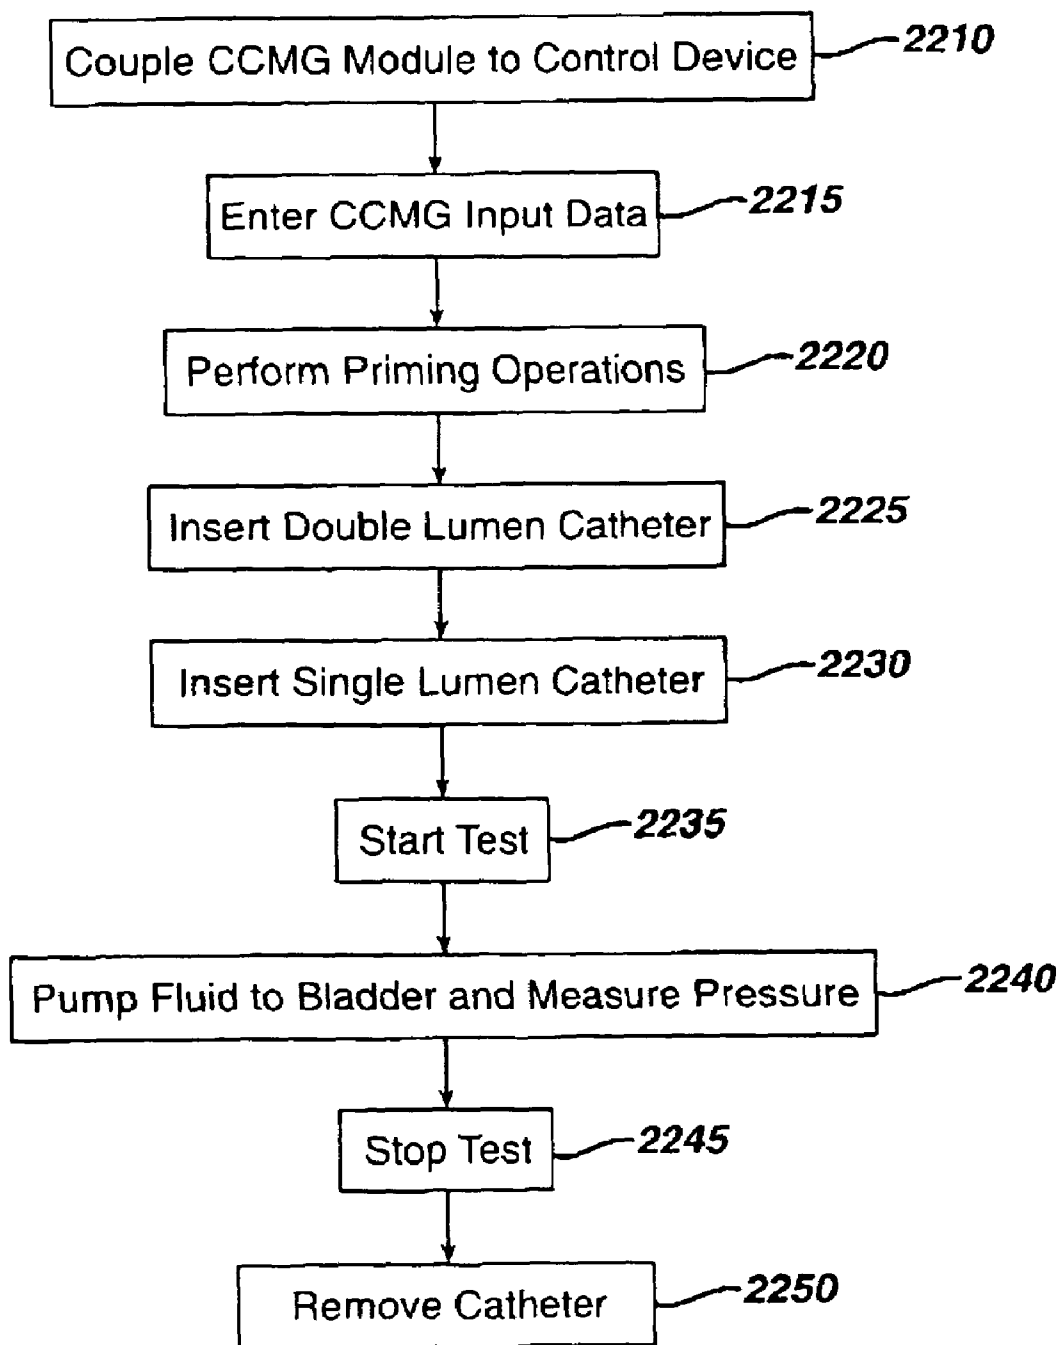 Couple CCMG Module to Control Device 2210
Enter CCMG Input Data 2215
Perform Priming Operations 2220
Insert Double Lumen Catheter 2225
Insert Single Lumen Catheter 2230
Start Test 2235
Pump Fluid to Bladder and Measure Pressure 2240
Stop Test 2245
Remove Catheter 2250